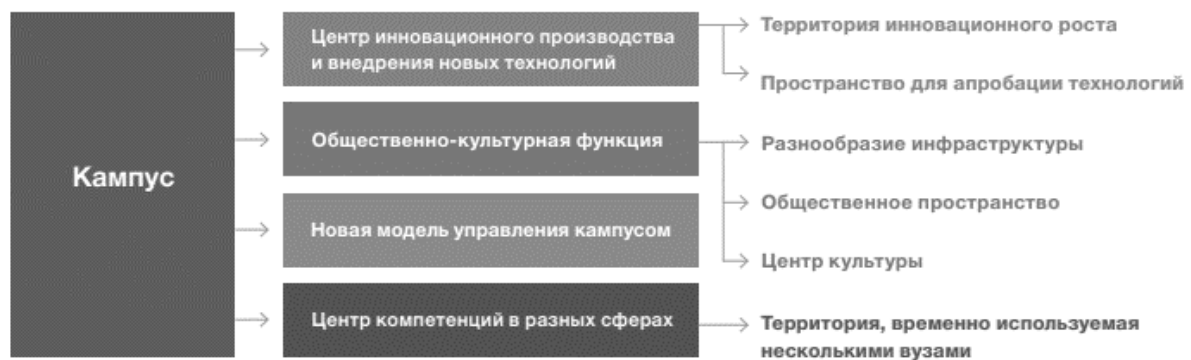 Кампус
Центр инновационного производства
и внедрения новых технологий
Территория инновационного роста
Пространство для апробации технологий
Общественно-культурная функция
Разнообразие инфраструктуры
Общественное пространство
Центр культуры
Новая модель управления кампусом
Центр компетенций в разных сферах
Территория, временно используемая
несколькими вузами